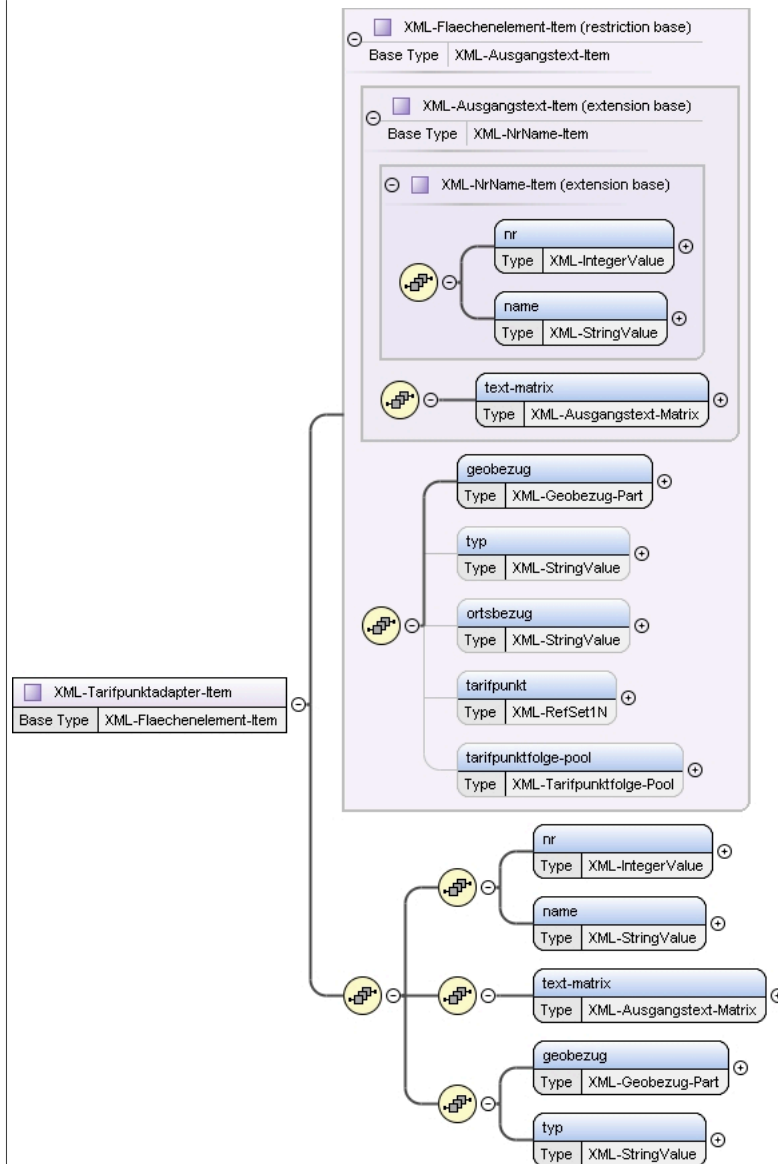 XML-Flaechenelement-Item (restriction base)
Base Type XML-Ausgangstext-Item
XML-Ausgangstext-Item (extension base)
Base Type XML-NrName-Item
XML-NrName-Item (extension base)
nr
Type XML-IntegerValue
name
Type XML-StringValue
text-matrix
Type XML-Ausgangstext-Matrix
geobezug
Type XML-Geobezug-Part
typ
Type XML-StringValue
ortsbezug
Type XML-StringValue
tarifpunkt
Type XML-RefSet1N
tarifpunktfolge-pool
Type XML-Tarifpunktfolge-Pool
XML-Tarifpunktadapter-Item
Base Type XML-Flaechenelement-Item
nr
Type XML-IntegerValue
name
Type XML-StringValue
text-matrix
Type XML-Ausgangstext-Matrix
geobezug
Type XML-Geobezug-Part
typ
Type XML-StringValue